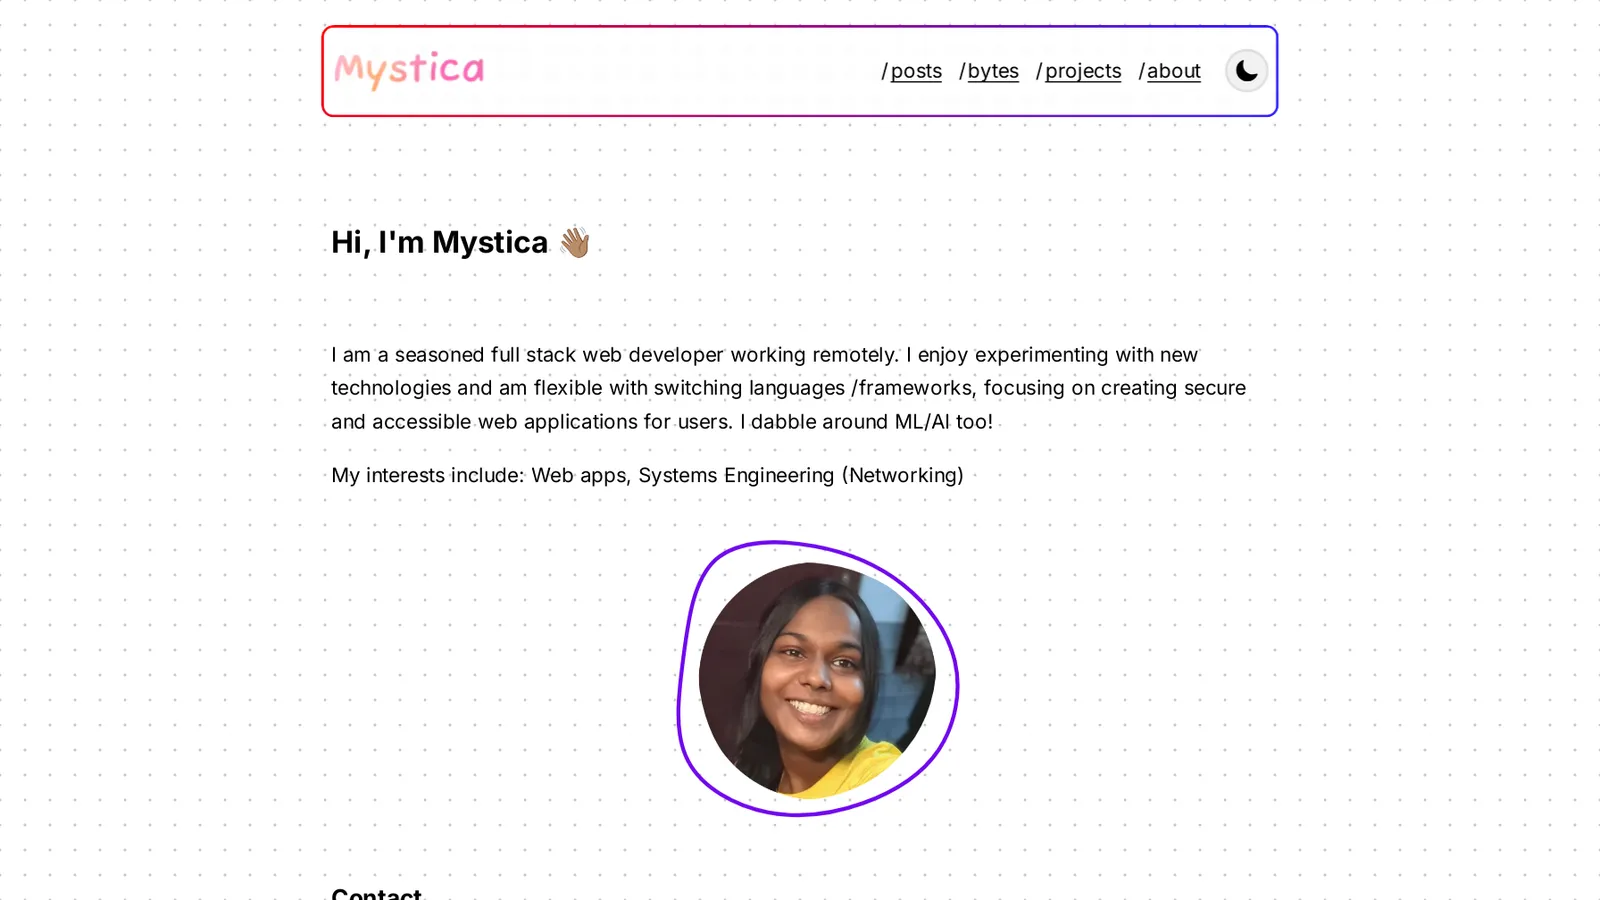 Mystica
/posts /bytes /projects /about
Hi, I'm Mystica 👋🏽
I am a seasoned full stack web developer working remotely. I enjoy experimenting with new
technologies and am flexible with switching languages /frameworks, focusing on creating secure
and accessible web applications for users. I dabble around ML/AI too!
My interests include: Web apps, Systems Engineering (Networking)
Contact